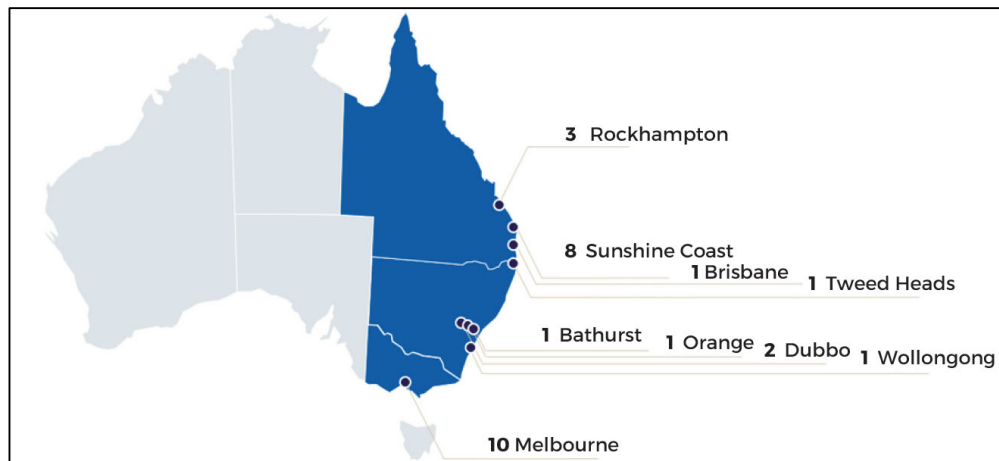 3 Rockhampton
8 Sunshine Coast
1 Brisbane
1 Tweed Heads
1 Bathurst
1 Orange
2 Dubbo
1 Wollongong
10 Melbourne